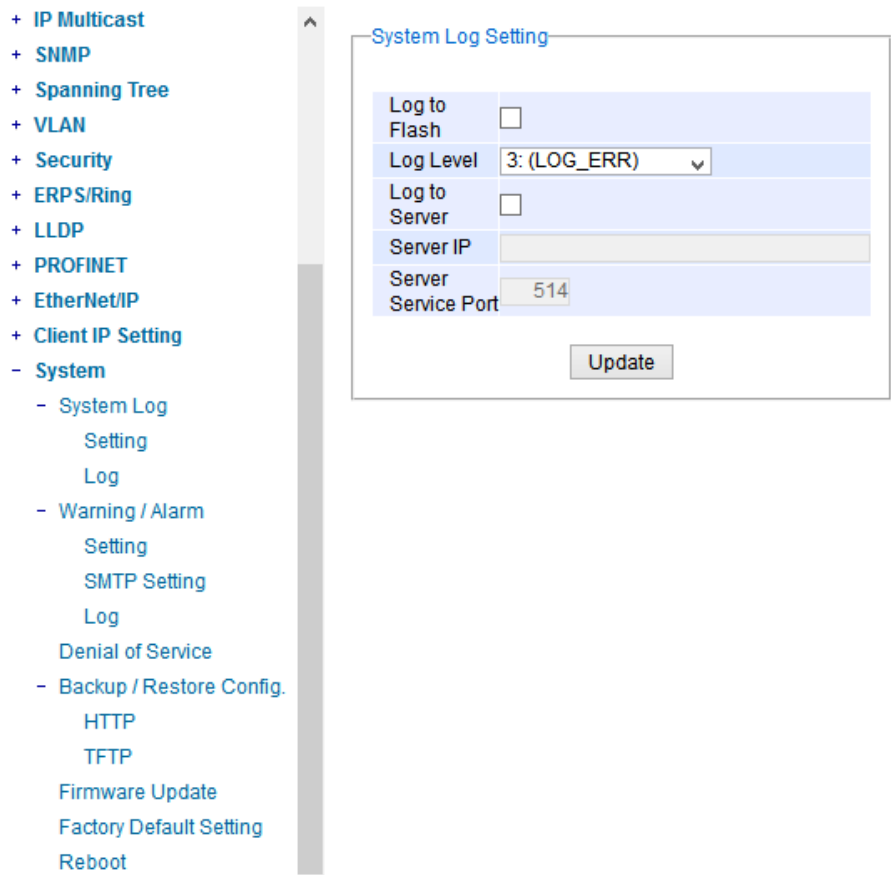 + IP Multicast
+ SNMP
+ Spanning Tree
+ VLAN
+ Security
+ ERPS/Ring
+ LLDP
+ PROFINET
+ EtherNet/IP
+ Client IP Setting
- System
- System Log
Setting
Log
- Warning / Alarm
Setting
SMTP Setting
Log
Denial of Service
- Backup / Restore Config.
HTTP
TFTP
Firmware Update
Factory Default Setting
Reboot
System Log Setting
Log to
Flash
Log Level 3: (LOG_ERR)
Log to
Server
Server IP
Server
Service Port 514
Update